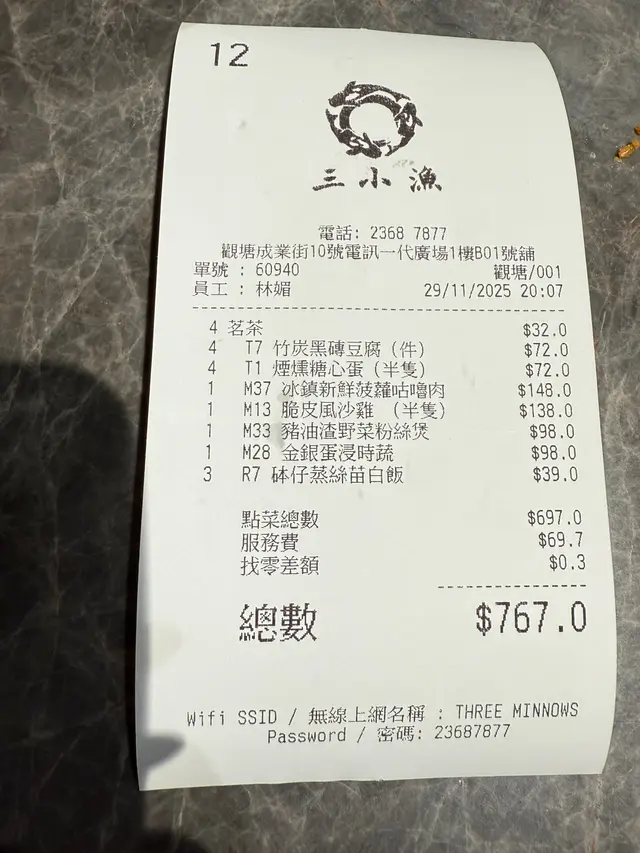 12
三小漁
電話: 2368 7877
觀塘成業街10號電訊一代廣場1樓B01號舖
單號 : 60940 觀塘/001
員工 : 林媚 29/11/2025 20:07
4 茗茶 $32.0
4 T7 竹炭黑磚豆腐 (件) $72.0
4 T1 煙燻糖心蛋 (半隻) $72.0
1 M37 冰鎮新鮮菠蘿咕嚕肉 $148.0
1 M13 脆皮風沙雞 (半隻) $138.0
1 M33 豬油渣野菜粉絲煲 $98.0
1 M28 金銀蛋浸時蔬 $98.0
3 R7 砵仔蒸絲苗白飯 $39.0
點菜總數 $697.0
服務費 $69.7
找零差額 $0.3
總數 $767.0
Wifi SSID / 無線上網名稱 : THREE MINNOWS
Password / 密碼: 23687877